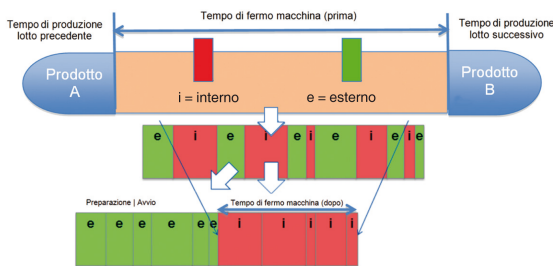 Tempo di produzione
lotto precedente
Tempo di fermo macchina (prima)
Tempo di produzione
lotto successivo
Prodotto
A
i = interno
e = esterno
Prodotto
B
e i e i e i e i e i e
Preparazione | Avvio
Tempo di fermo macchina (dopo)
e e e e e e i i i i i